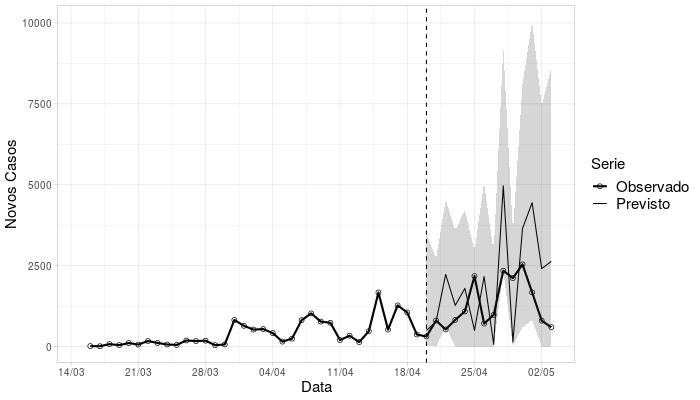 10000
7500
5000
2500
0
Novos Casos
14/03 21/03 28/03 04/04 11/04 18/04 25/04 02/05
Data
Serie
Observado
Previsto